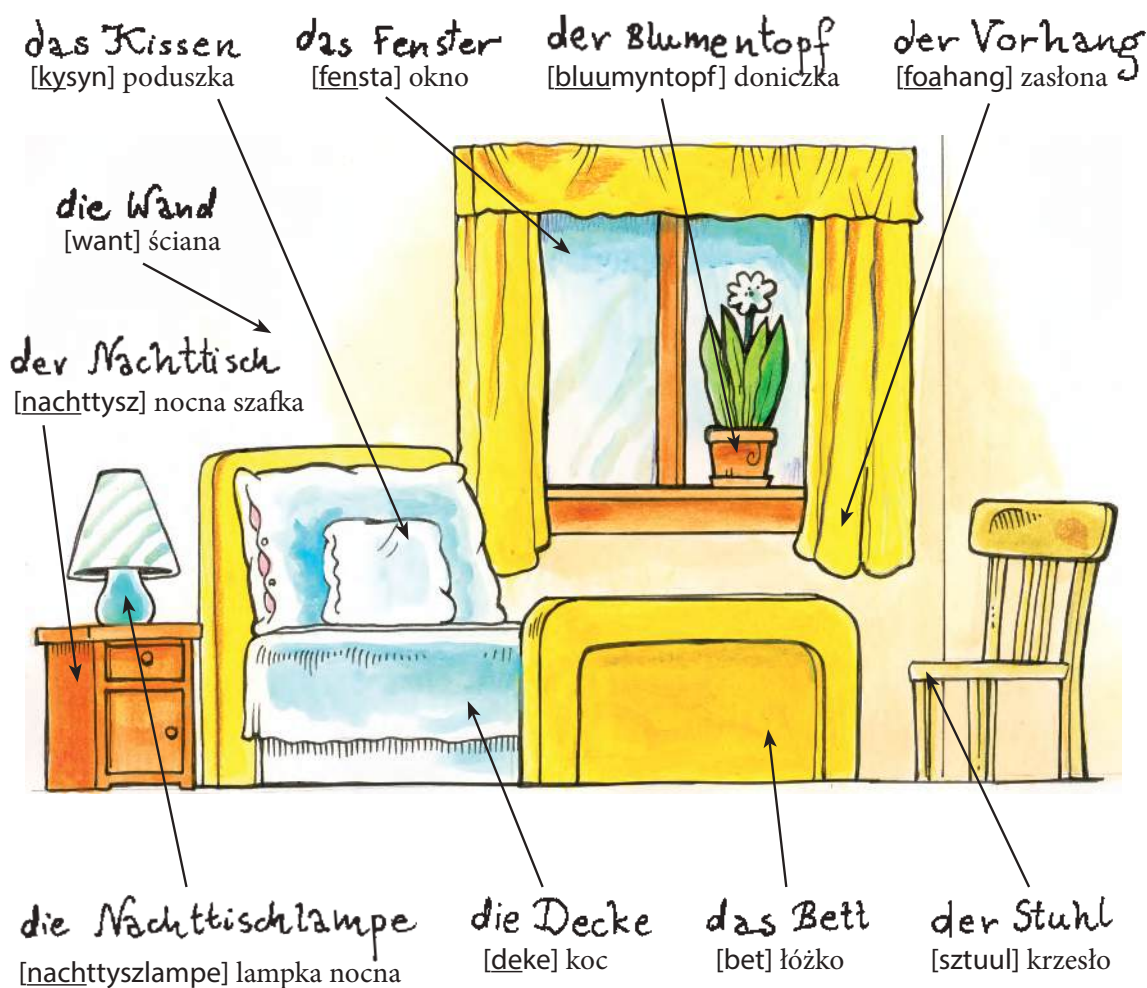 das Kissen
[kysyn] poduszka
das Fenster
[fensta] okno
der Blumentopf
[bluumyntopf] doniczka
der Vorhang
[foahang] zasłona
die Wand
[want] ściana
der Nachttisch
[nachttysz] nocna szafka
die Nachttischlampe
[nachttyszlampe] lampka nocna
die Decke
[deke] koc
das Bett
[bet] łóżko
der Stuhl
[sztuul] krzesło